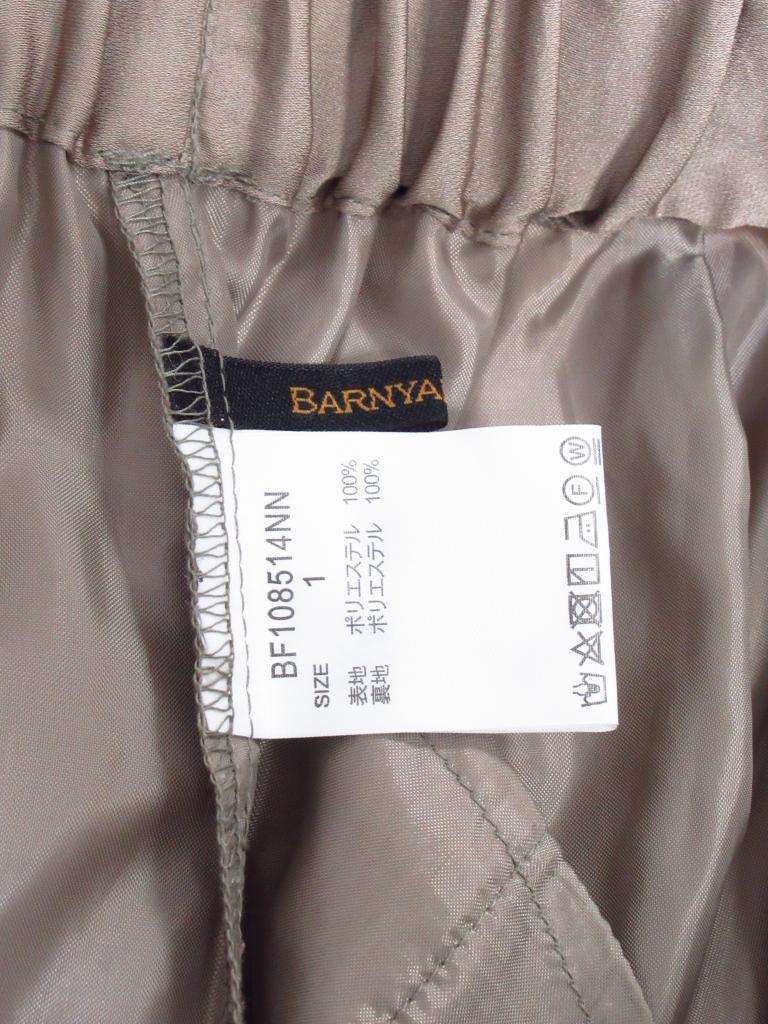 BARNYA
BF108514NN
SIZE 1
表地 ポリエステル 100%
裏地 ポリエステル 100%
F
W